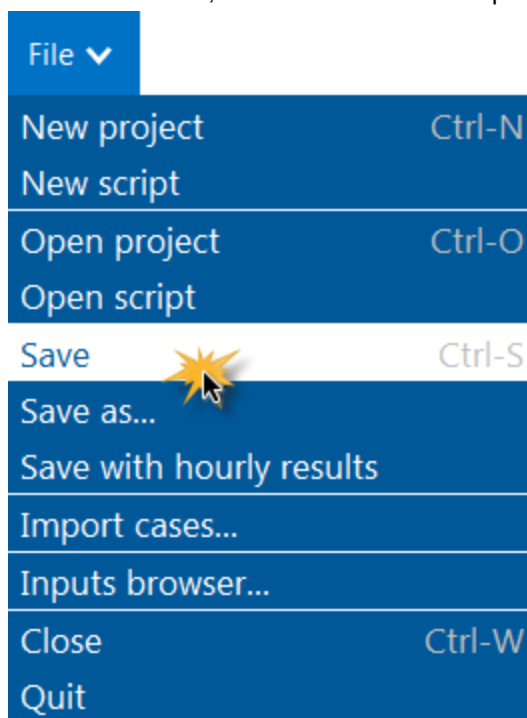 File
New project Ctrl-N
New script
Open project Ctrl-O
Open script
Save Ctrl-S
Save as...
Save with hourly results
Import cases...
Inputs browser...
Close Ctrl-W
Quit